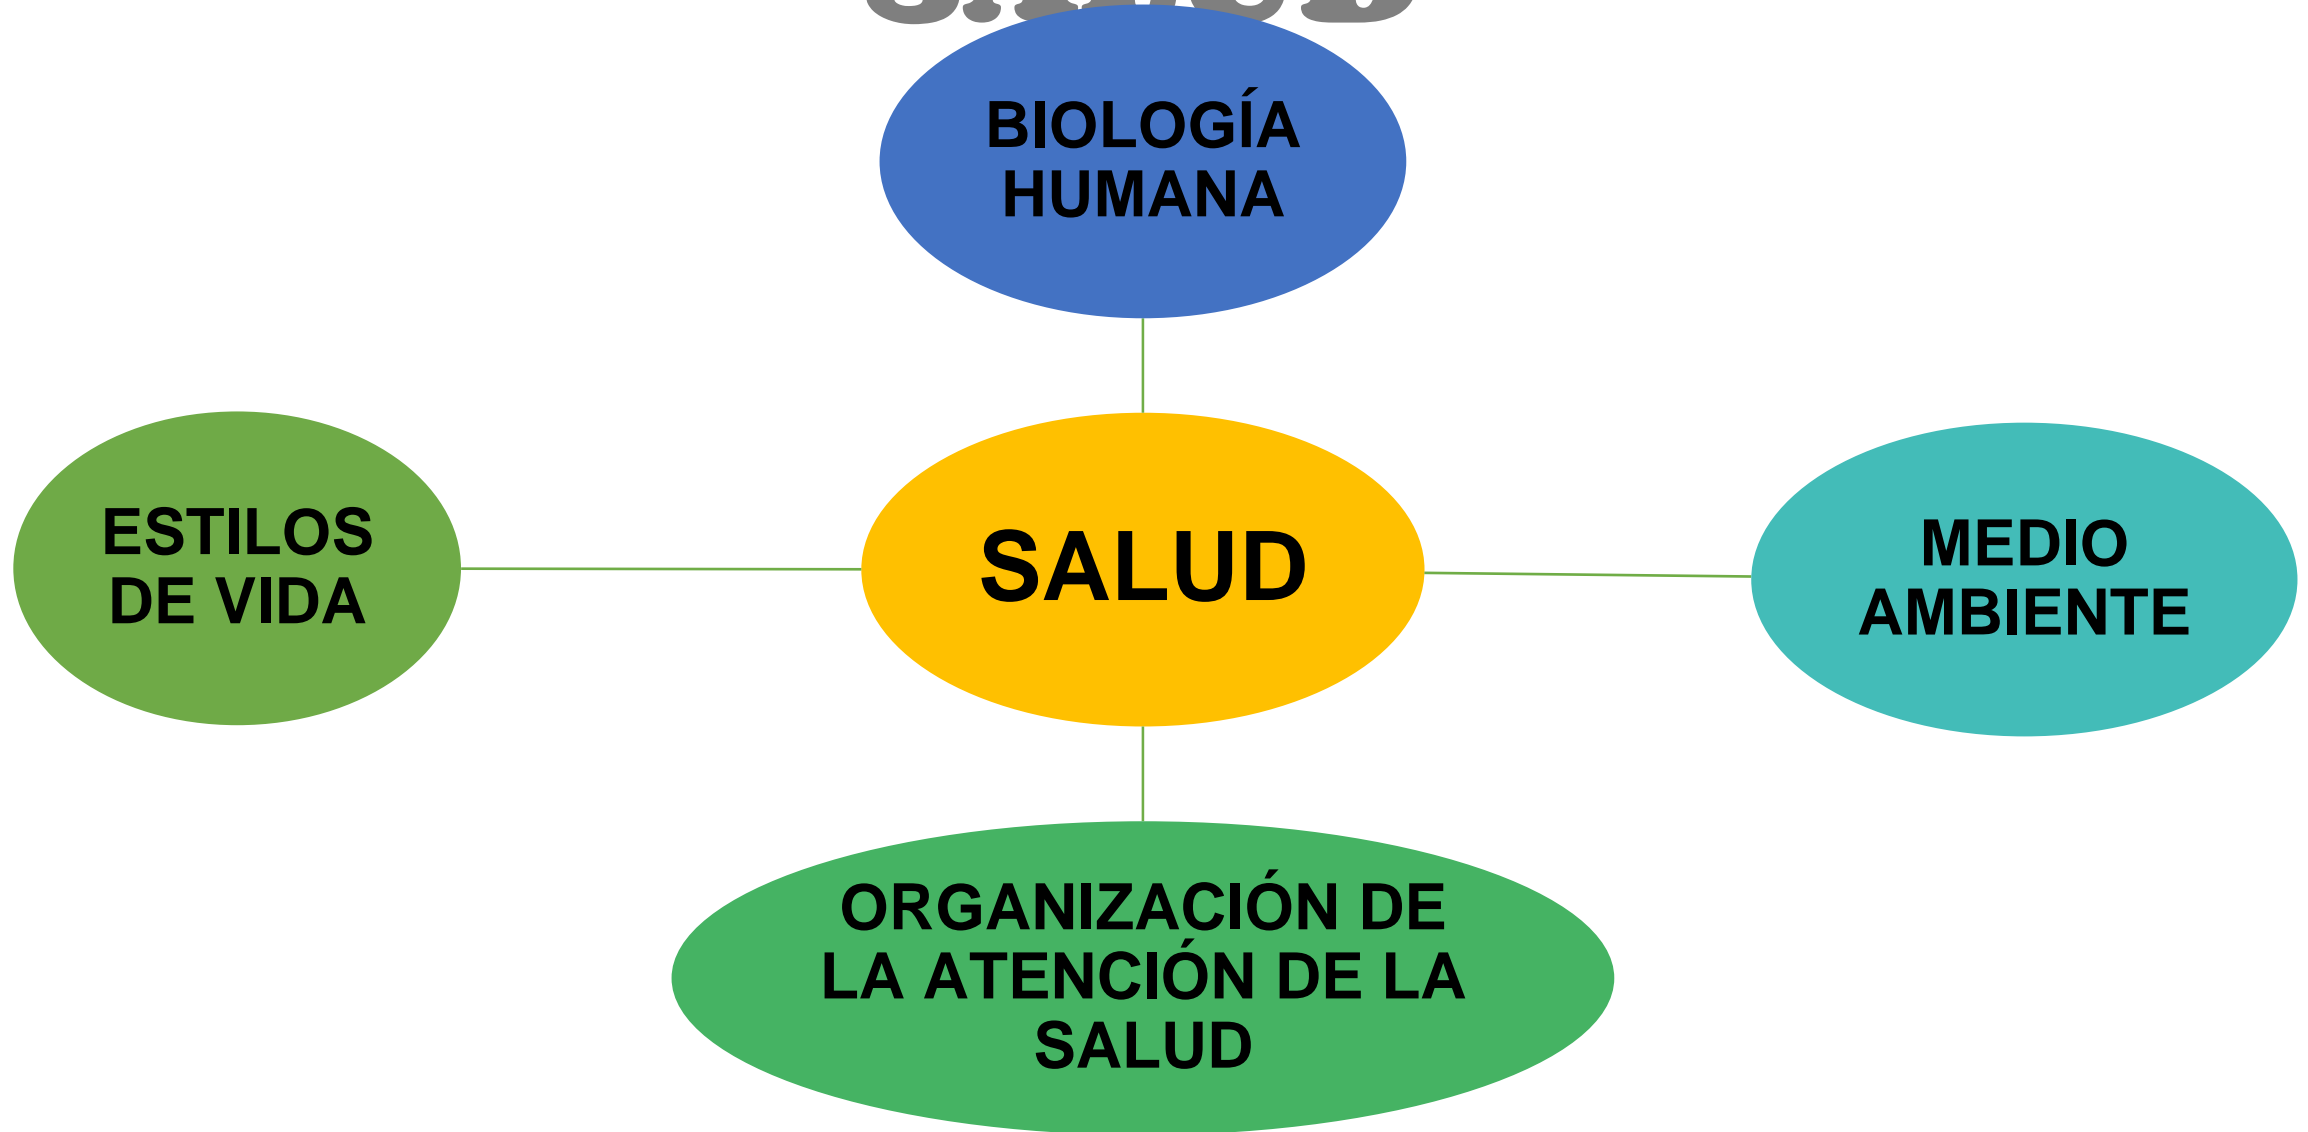 BIOLOGÍA
HUMANA
ESTILOS
DE VIDA
SALUD
MEDIO
AMBIENTE
ORGANIZACIÓN DE
LA ATENCIÓN DE LA
SALUD